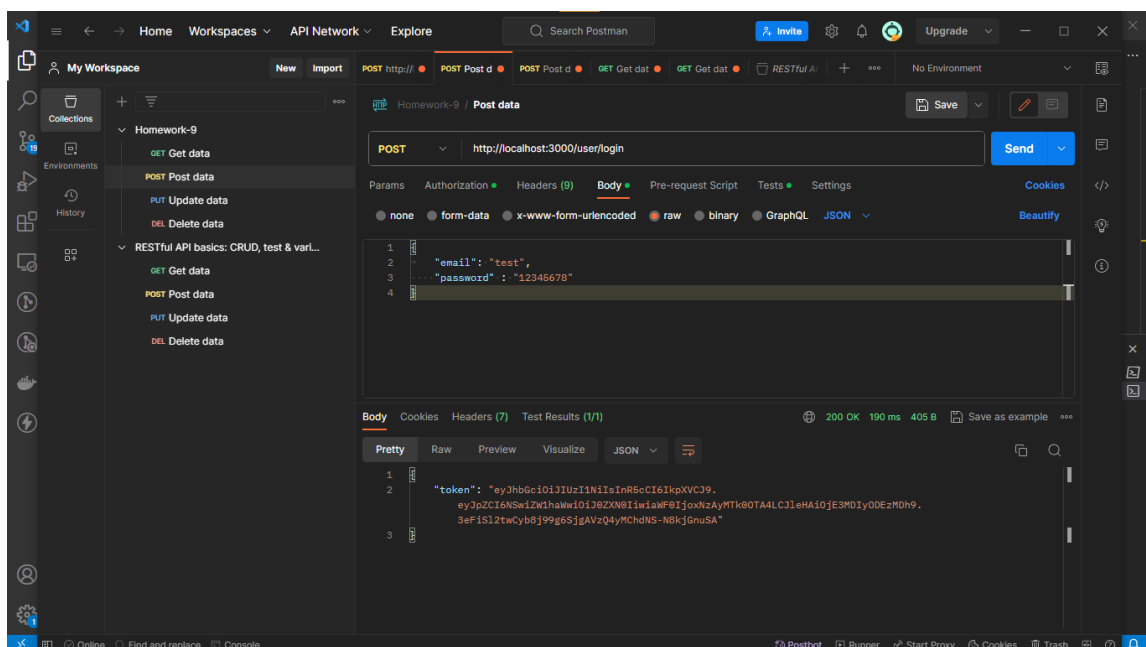 Home Workspaces API Network Explore Search Postman Invite Upgrade
My Workspace New Import POST http:// POST Post d POST Post d GET Get dat GET Get dat RESTful A No Environment
Collections
Environments
History
19
Homework-9
GET Get data
POST Post data
PUT Update data
DEL Delete data
RESTful API basics: CRUD, test & vari...
GET Get data
POST Post data
PUT Update data
DEL Delete data
HTTP Homework-9 / Post data Save
POST http://localhost:3000/user/login Send
Params Authorization Headers (9) Body Pre-request Script Tests Settings Cookies
none form-data x-www-form-urlencoded raw binary GraphQL JSON Beautify
1 {
2 "email": "test",
3 "password" : "12345678"
4 }
Body Cookies Headers (7) Test Results (1/1) 200 OK 190 ms 405 B Save as example
Pretty Raw Preview Visualize JSON
1 {
2 "token": "eyJhbGciOiJIUzI1NiIsInR5cCI6IkpXVCJ9.
eyJpZCI6NSwiZW1haWwiOiJ0ZXN0IiwiaWF0IjoxNzAyMTk0OTA4LCJleHAiOjE3MDIyODEzMDh9.
3eFiSl2twCyb8j99g6SjgAVzQ4yMChdNS-N8kjGnuSA"
3 }
1
Online Find and replace Console Postbot Runner Start Proxy Cookies Trash